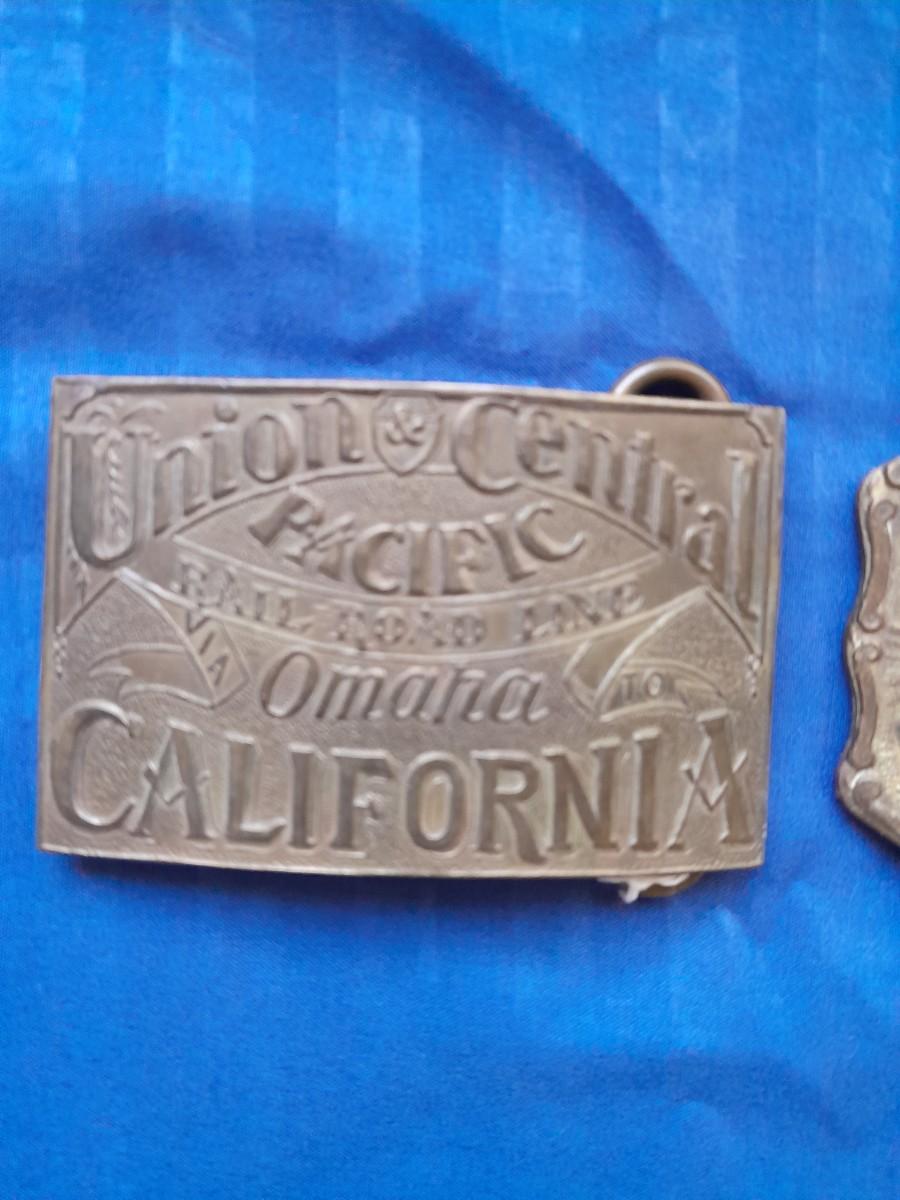 Union & Central
PACIFIC
RAIL ROAD LINE
VIA
Omaha
TO
CALIFORNIA